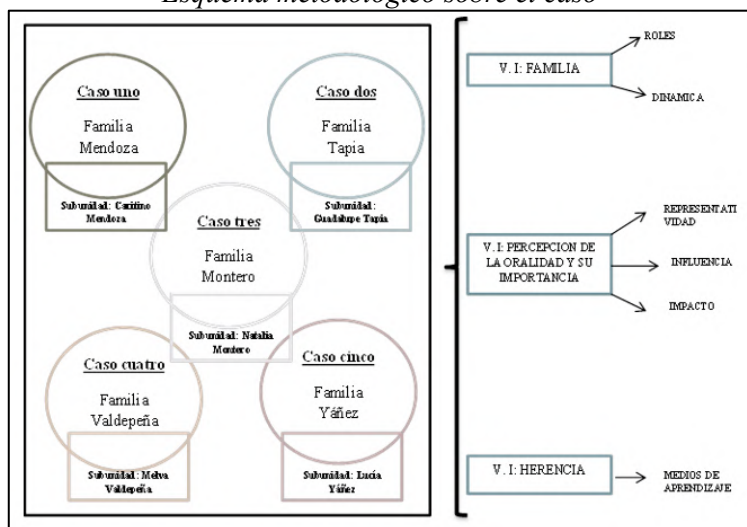 Esquema metodológico sobre el caso
Caso uno
Familia
Mendoza
Subunidad:
Mendoza
Caso dos
Familia
Tapia
Subunidad:
Guadalupe Tapia
Caso tres
Familia
Montero
Subunidad: Natalia
Montero
Caso cuatro
Familia
Valdepeña
Subunidad: Melva
Valdepeña
Caso cinco
Familia
Yáñez
Subunidad: Lucía
Yáñez
V. I: FAMILIA
ROLES
DINAMICA
V. I: PERCEPCION DE
LA ORALIDAD Y SU
IMPORTANCIA
REPRESENTATI
VIDAD
INFLUENCIA
IMPACTO
V. I: HERENCIA
MEDIOS DE
APRENDIZAJE